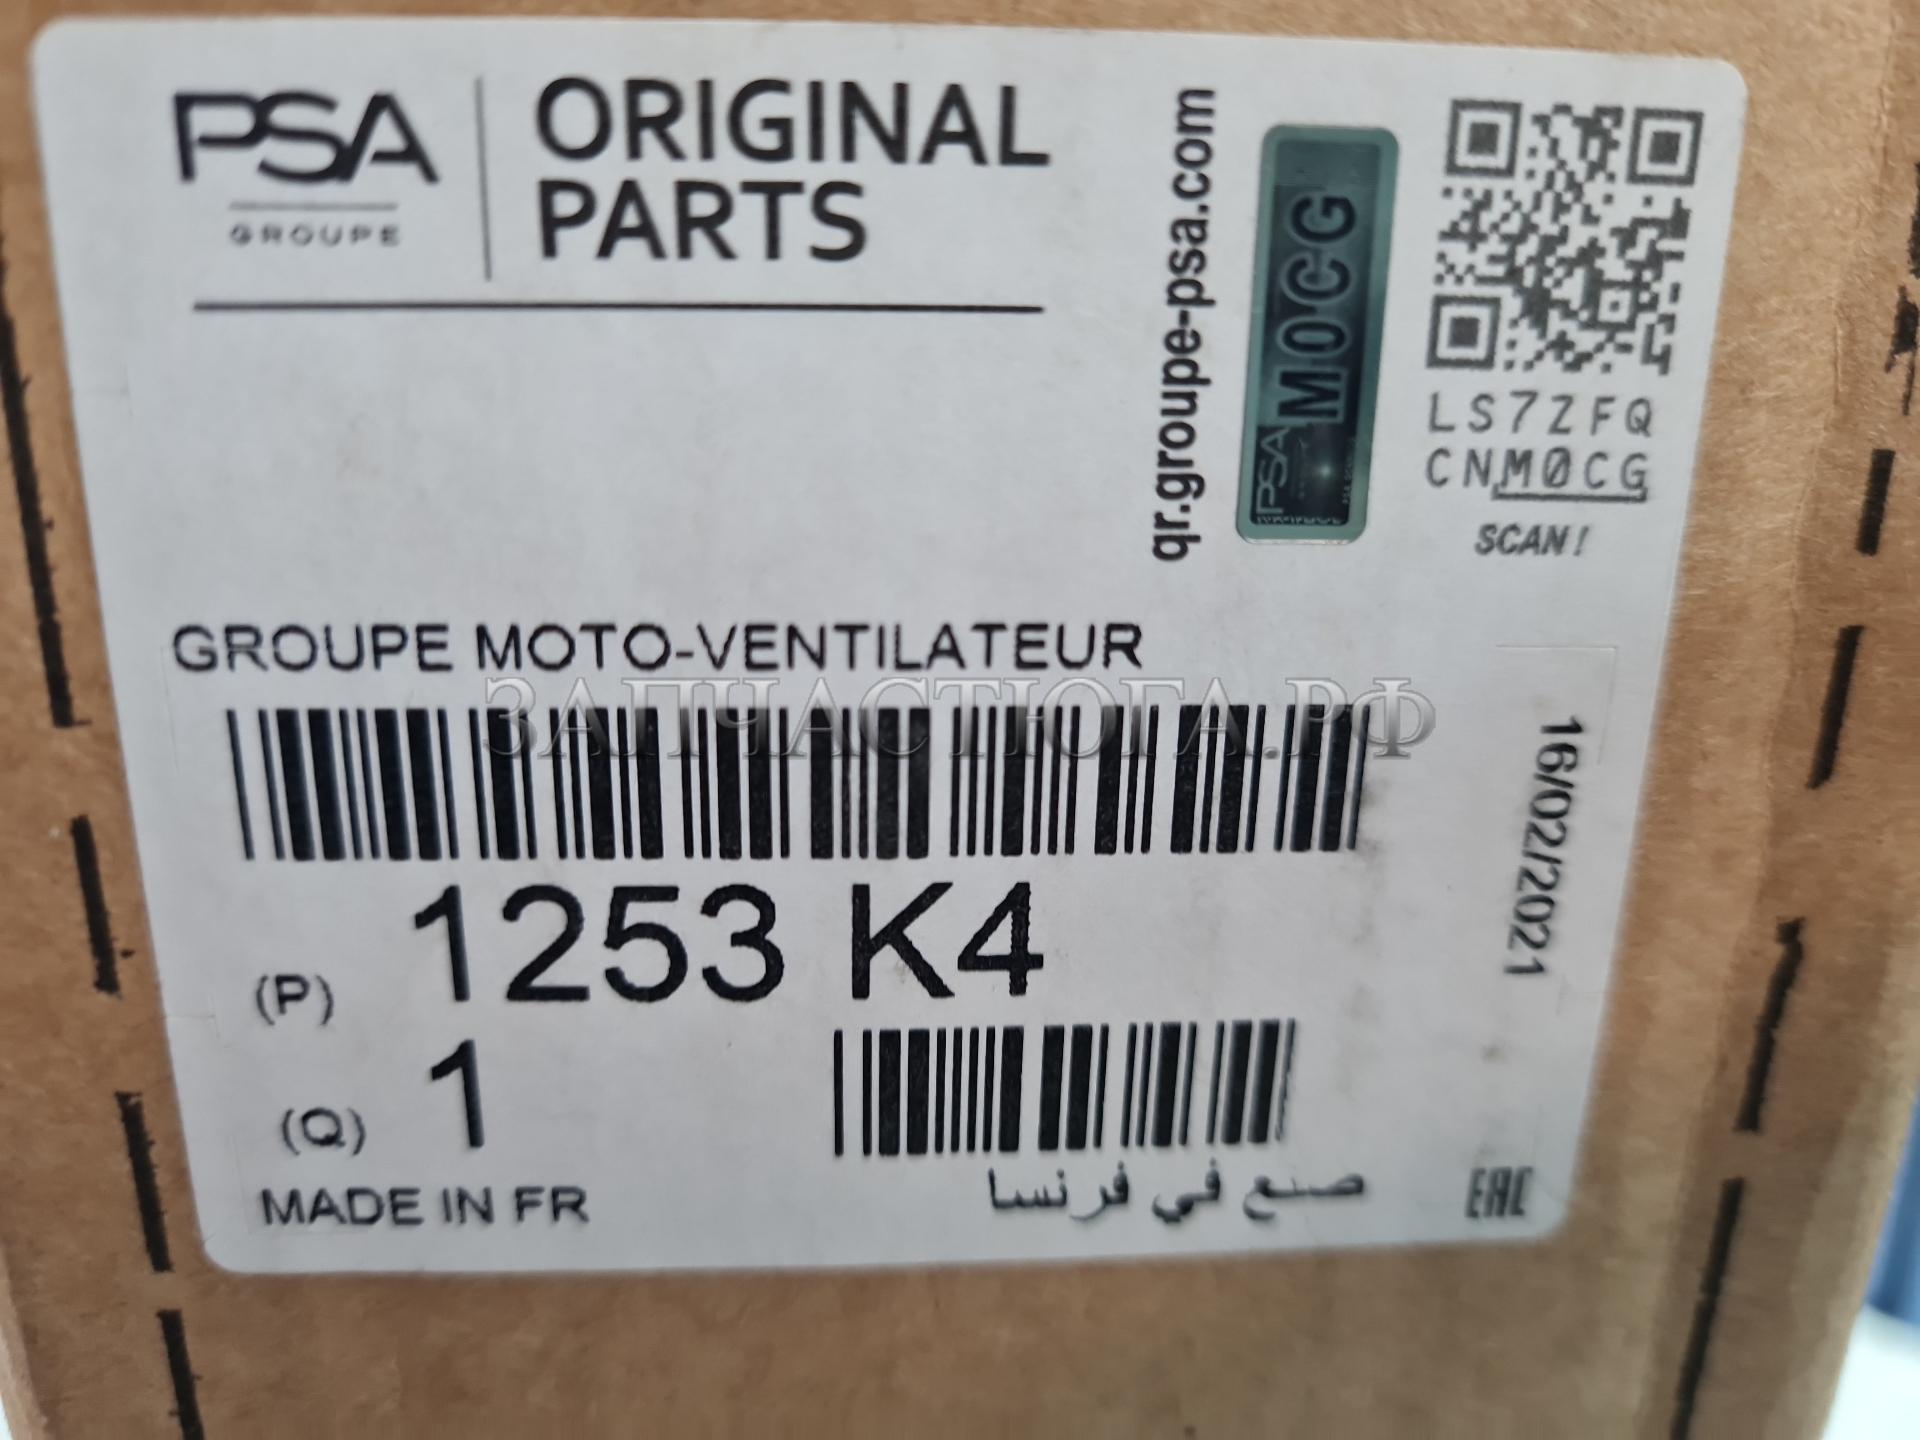 PSA
GROUPE
ORIGINAL
PARTS
qr.groupe-psa.com
PSA
M0CG
LS7ZFQ
CNM0CG
SCAN!
GROUPE MOTO-VENTILATEUR
ЗАПЧАСТЮГА.РФ
16/02/2021
(P) 1253 K4
(Q) 1
MADE IN FR
صنع في فرنسا
EAC